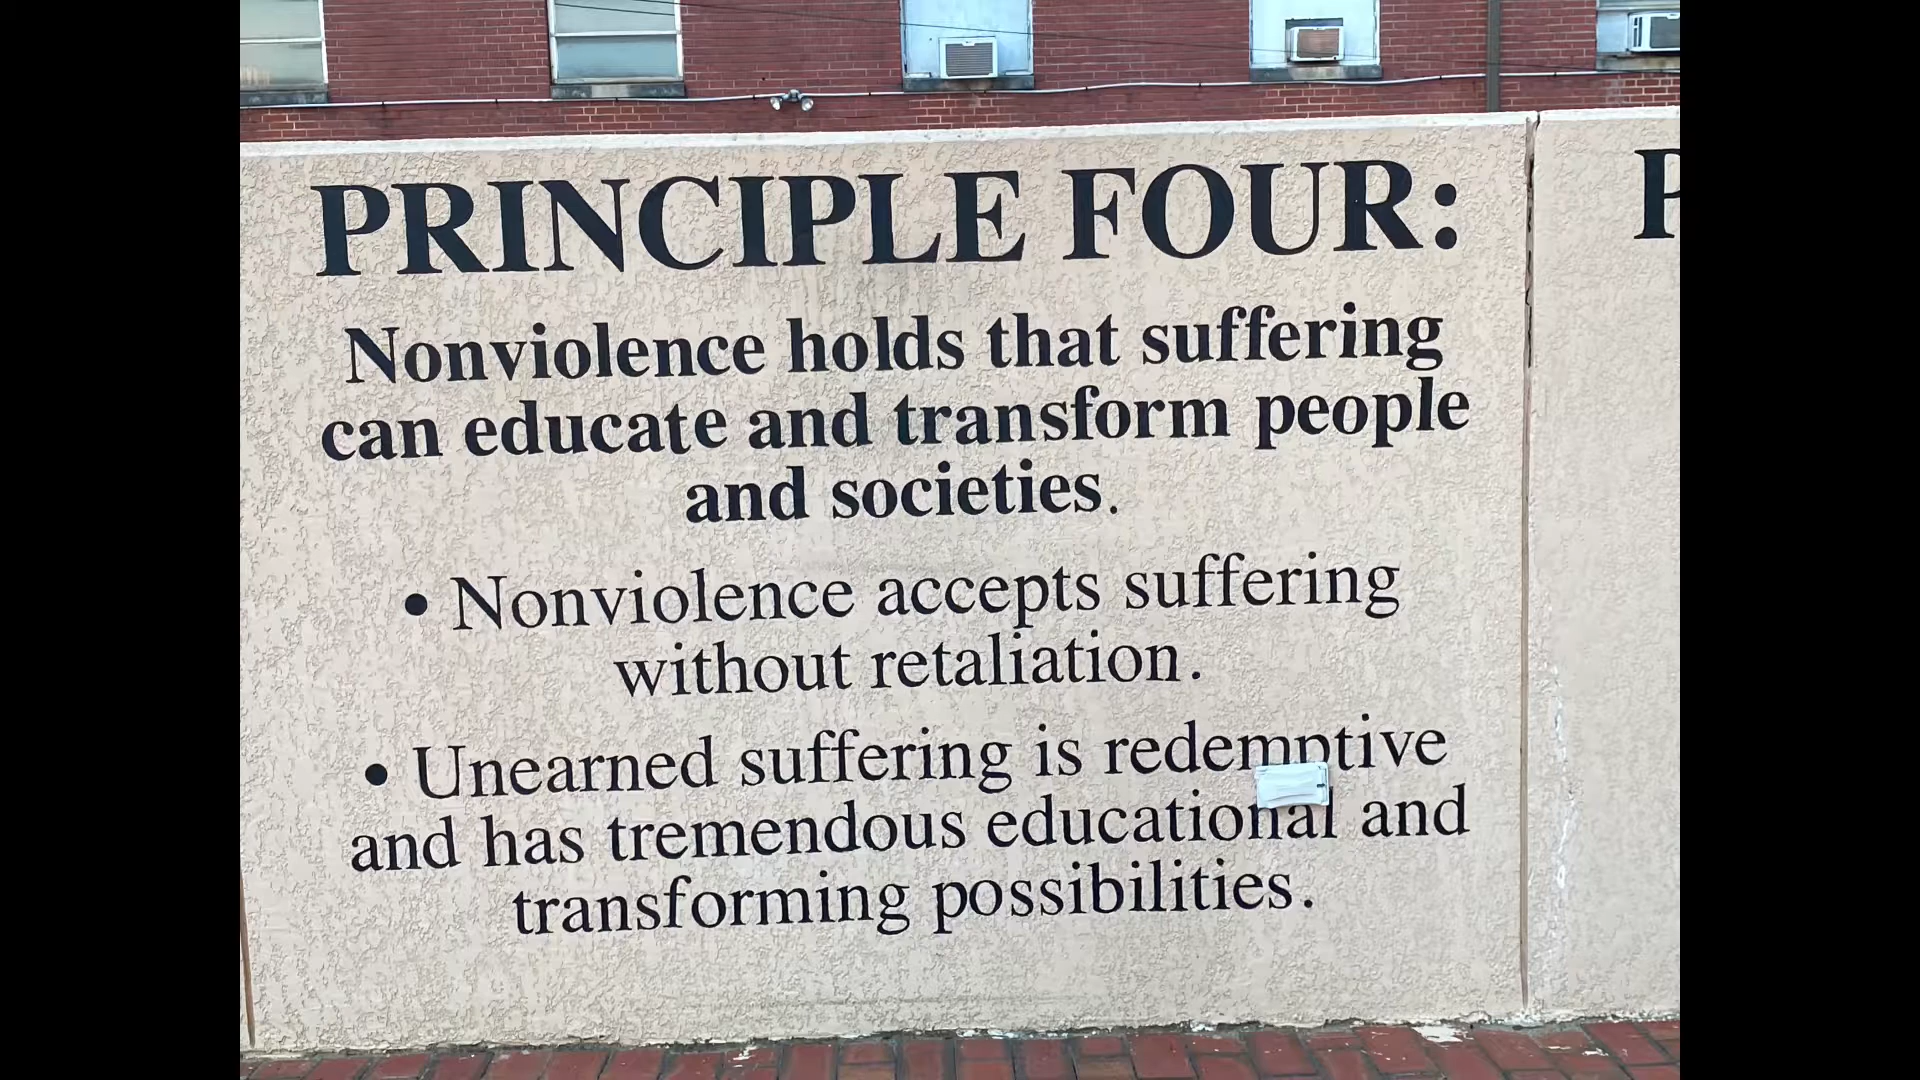 PRINCIPLE FOUR:
Nonviolence holds that suffering
can educate and transform people
and societies.
• Nonviolence accepts suffering
without retaliation.
• Unearned suffering is redemptive
and has tremendous educational and
transforming possibilities.
P